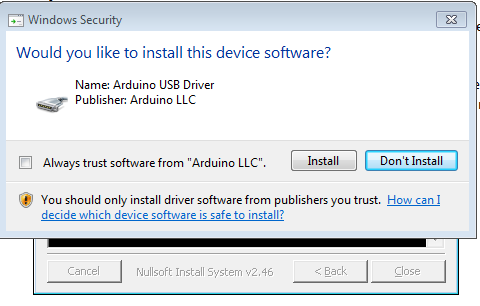 Windows Security
Would you like to install this device software?
Name: Arduino USB Driver
Publisher: Arduino LLC
Always trust software from "Arduino LLC".
Install
Don't Install
You should only install driver software from publishers you trust. How can I
decide which device software is safe to install?
Cancel
Nullsoft Install System v2.46
< Back
Close